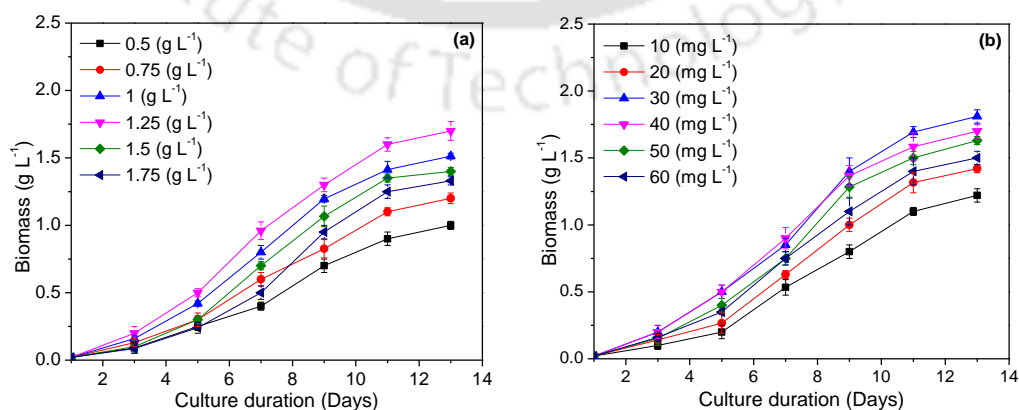 tute of Technology
(a)
0.5 (g L⁻¹)
0.75 (g L⁻¹)
1 (g L⁻¹)
1.25 (g L⁻¹)
1.5 (g L⁻¹)
1.75 (g L⁻¹)
2.5
2.0
1.5
1.0
0.5
0.0
Biomass (g L⁻¹)
2 4 6 8 10 12 14
Culture duration (Days)
(b)
10 (mg L⁻¹)
20 (mg L⁻¹)
30 (mg L⁻¹)
40 (mg L⁻¹)
50 (mg L⁻¹)
60 (mg L⁻¹)
2.5
2.0
1.5
1.0
0.5
0.0
Biomass (g L⁻¹)
2 4 6 8 10 12 14
Culture duration (Days)